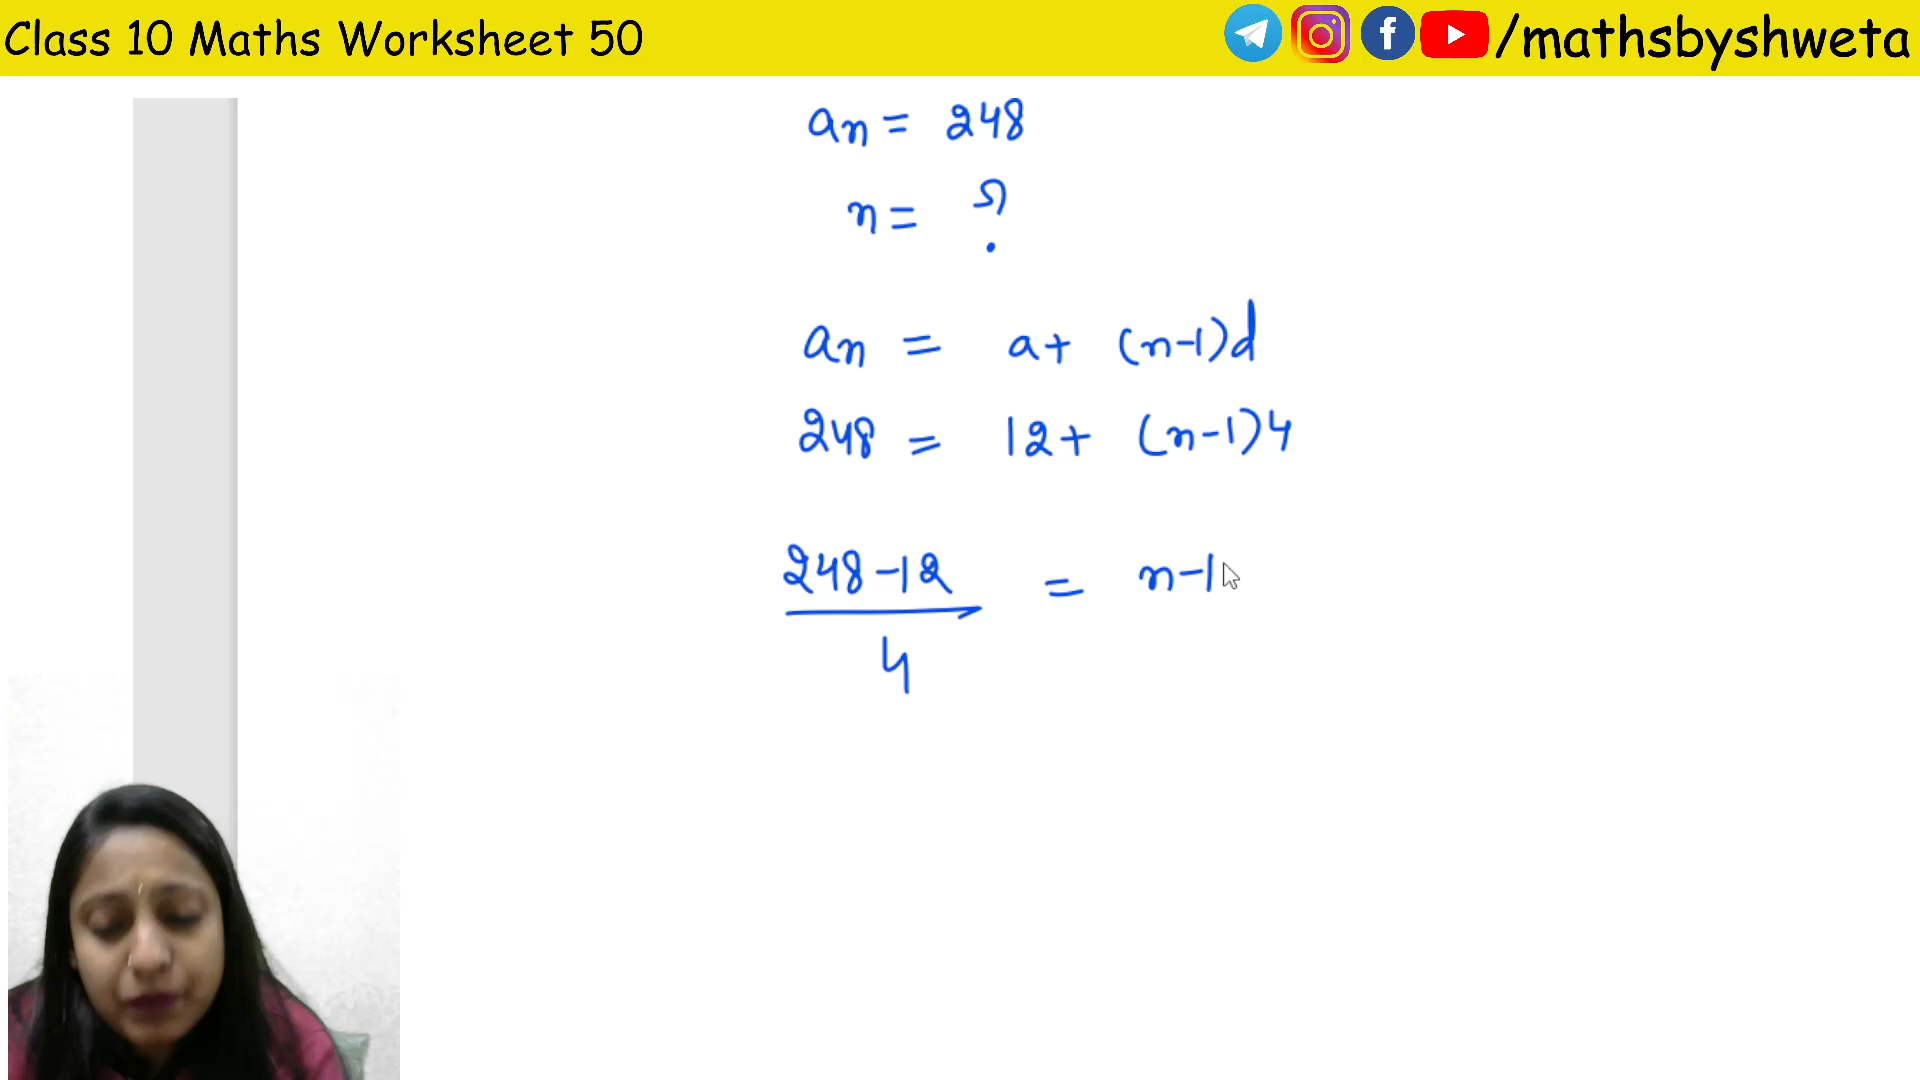 Class 10 Maths Worksheet 50
/mathsbyshweta
an = 248
n = ?
an = a + (n-1)d
248 = 12 + (n-1)4
248-12 = n-1
4